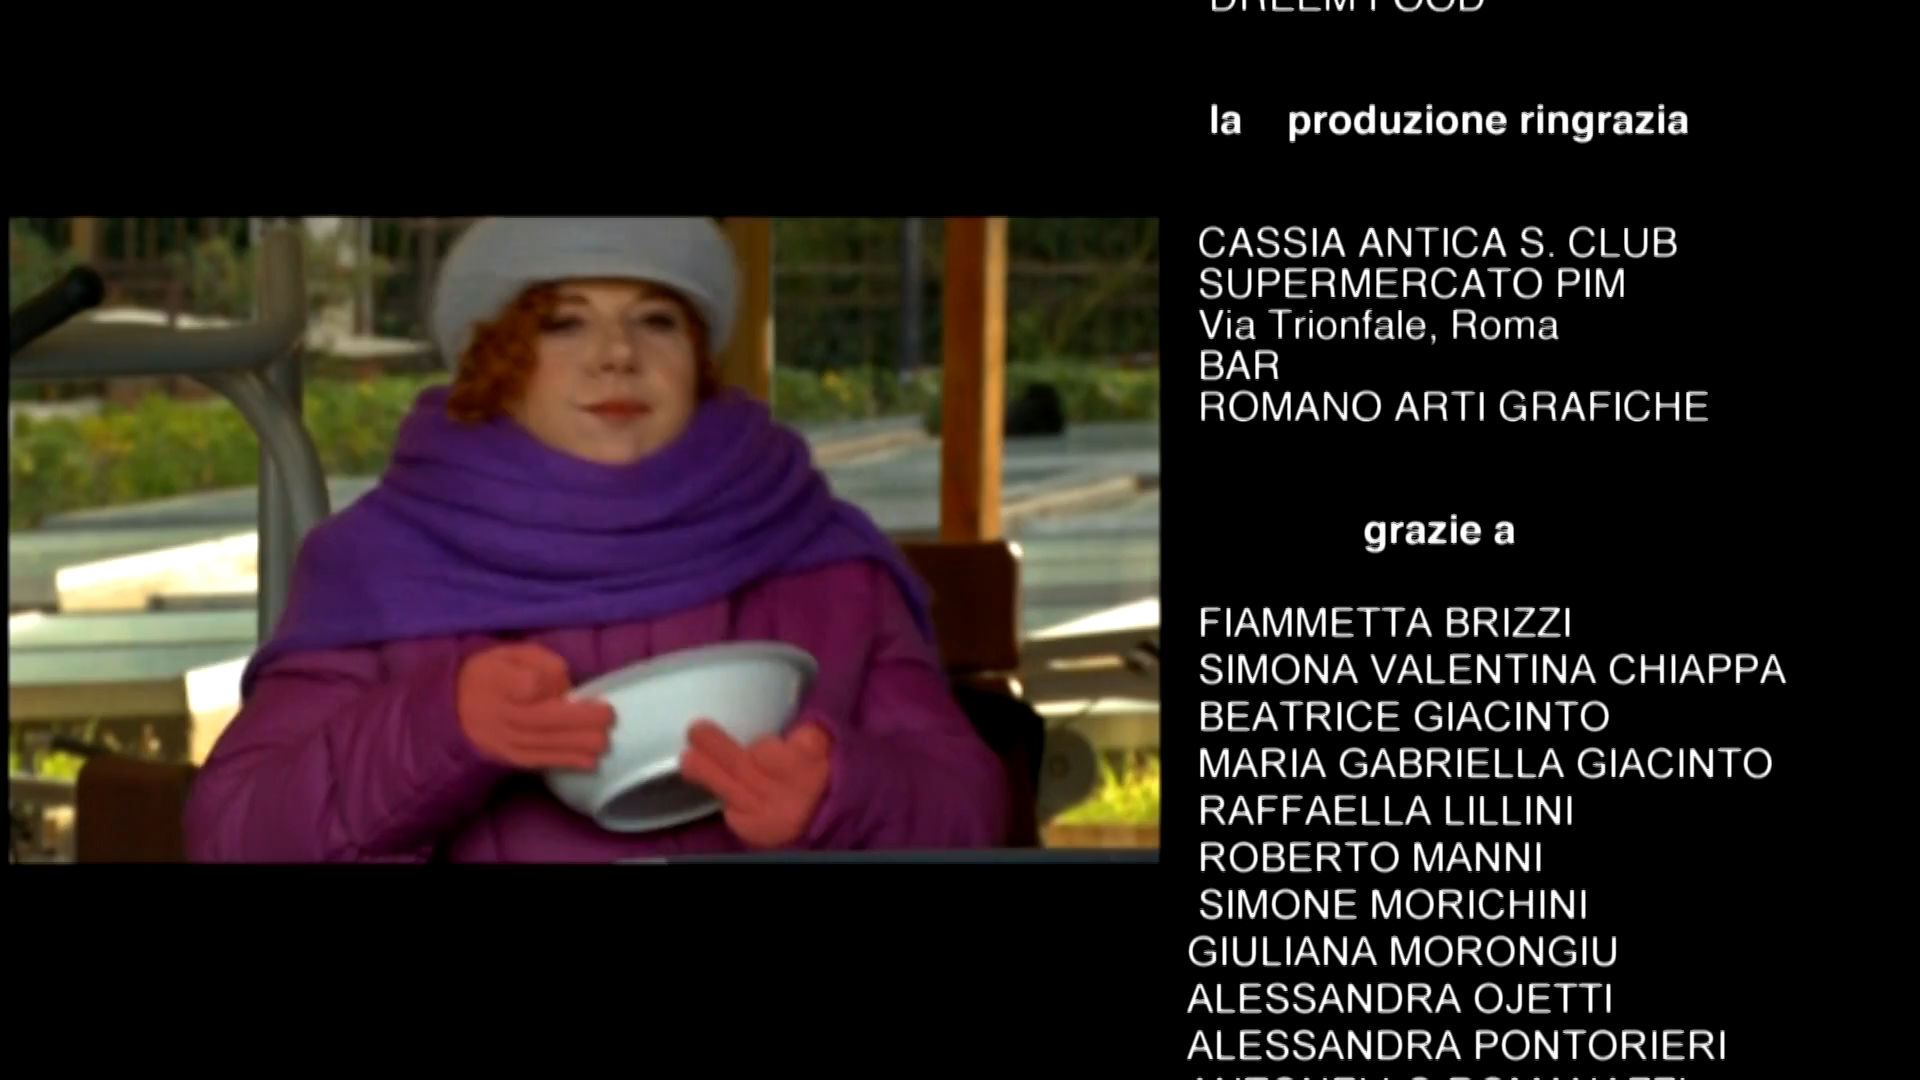 DREEM FOOD
la produzione ringrazia
CASSIA ANTICA S. CLUB
SUPERMERCATO PIM
Via Trionfale, Roma
BAR
ROMANO ARTI GRAFICHE
grazie a
FIAMMETTA BRIZZI
SIMONA VALENTINA CHIAPPA
BEATRICE GIACINTO
MARIA GABRIELLA GIACINTO
RAFFAELLA LILLINI
ROBERTO MANNI
SIMONE MORICHINI
GIULIANA MORONGIU
ALESSANDRA OJETTI
ALESSANDRA PONTORIERI